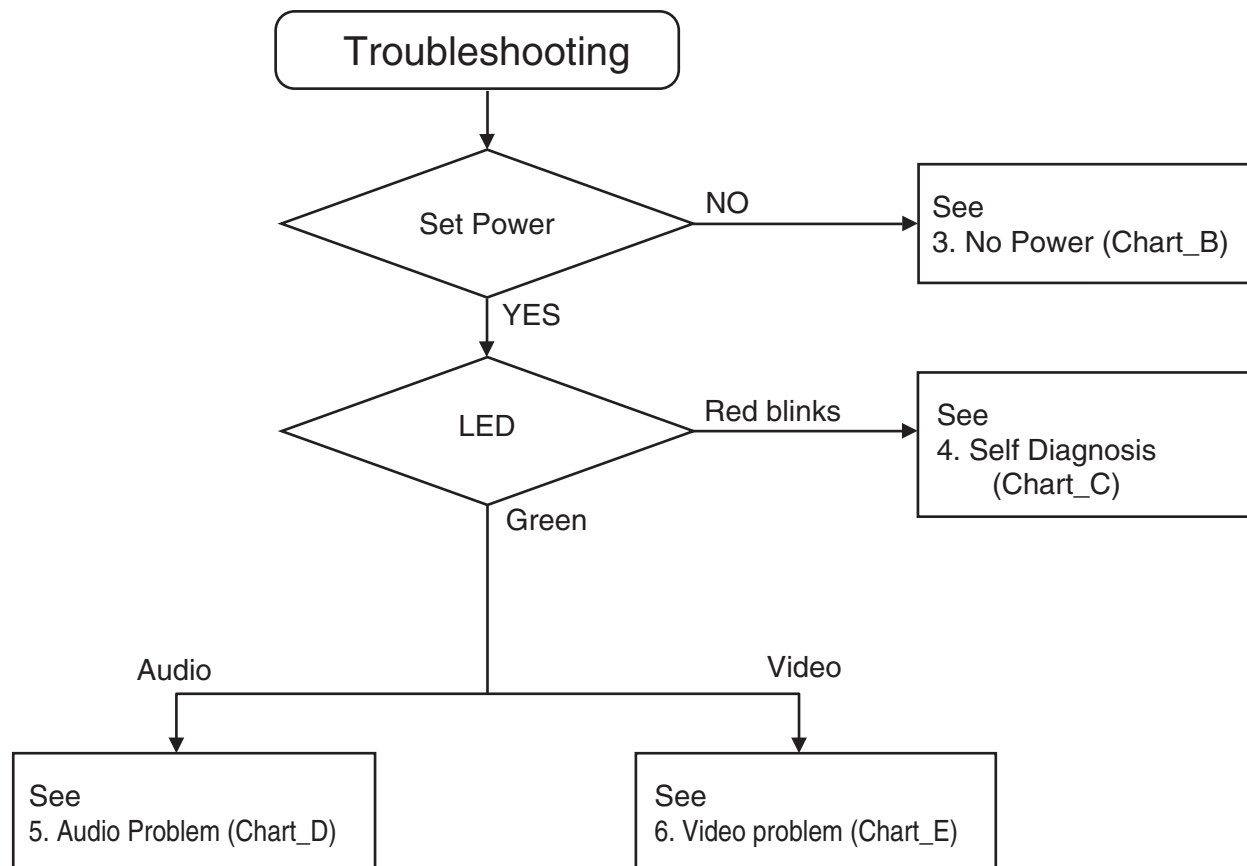 Troubleshooting
Set Power
NO
See
3. No Power (Chart_B)
YES
LED
Red blinks
See
4. Self Diagnosis
(Chart_C)
Green
Audio
Video
See
5. Audio Problem (Chart_D)
See
6. Video problem (Chart_E)